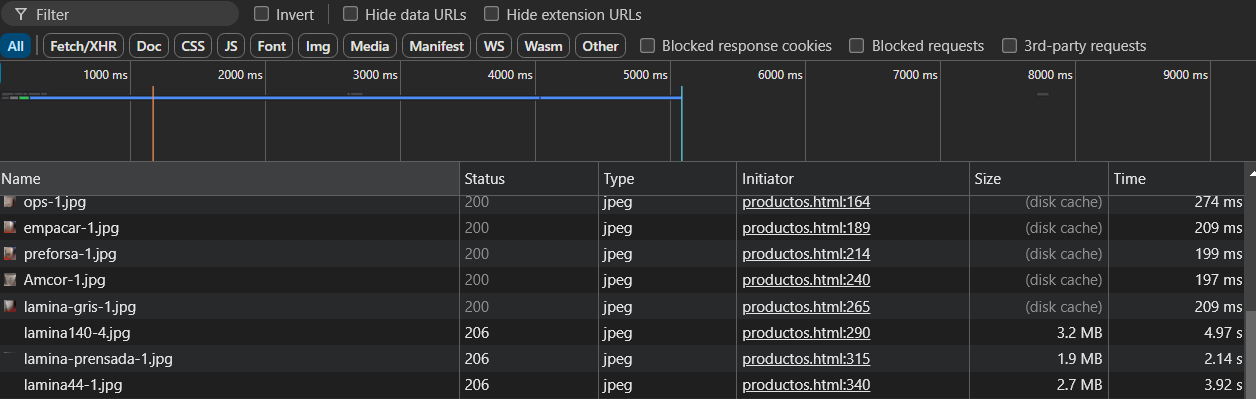 Filter Invert Hide data URLs Hide extension URLs
All Fetch/XHR Doc CSS JS Font Img Media Manifest WS Wasm Other Blocked response cookies Blocked requests 3rd-party requests
1000 ms 2000 ms 3000 ms 4000 ms 5000 ms 6000 ms 7000 ms 8000 ms 9000 ms
Name Status Type Initiator Size Time
ops-1.jpg 200 jpeg productos.html:164 (disk cache) 274 ms
empacar-1.jpg 200 jpeg productos.html:189 (disk cache) 209 ms
preforsa-1.jpg 200 jpeg productos.html:214 (disk cache) 199 ms
Amcor-1.jpg 200 jpeg productos.html:240 (disk cache) 197 ms
lamina-gris-1.jpg 200 jpeg productos.html:265 (disk cache) 209 ms
lamina140-4.jpg 206 jpeg productos.html:290 3.2 MB 4.97 s
lamina-prensada-1.jpg 206 jpeg productos.html:315 1.9 MB 2.14 s
lamina44-1.jpg 206 jpeg productos.html:340 2.7 MB 3.92 s